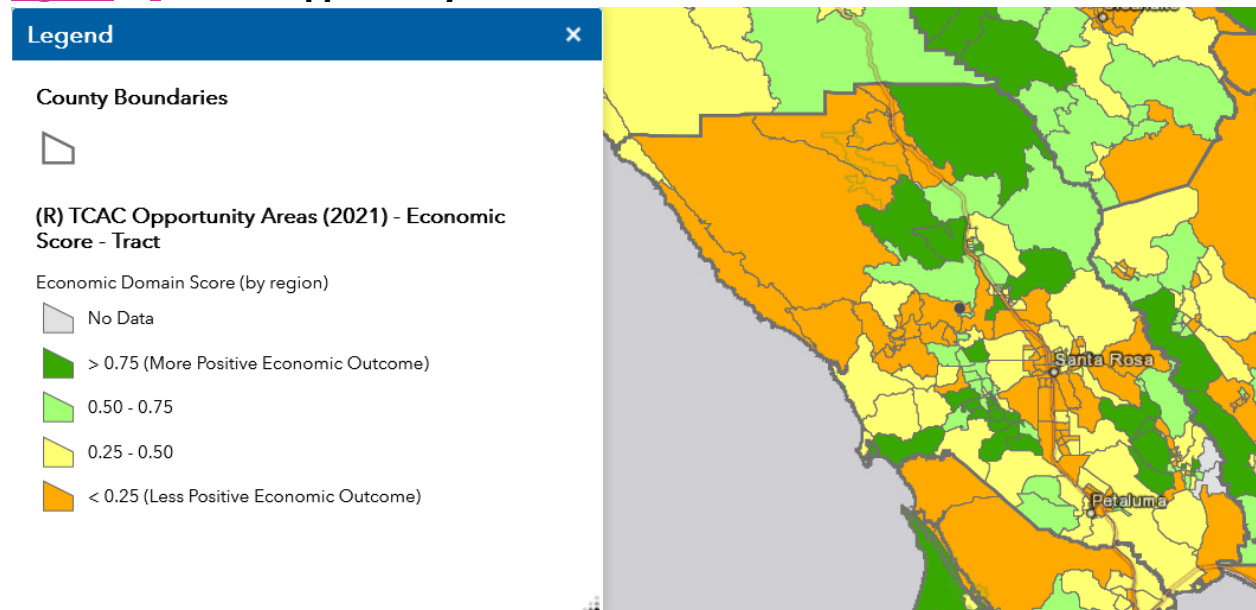 Legend
County Boundaries
(R) TCAC Opportunity Areas (2021) - Economic
Score - Tract
Economic Domain Score (by region)
No Data
> 0.75 (More Positive Economic Outcome)
0.50 - 0.75
0.25 - 0.50
< 0.25 (Less Positive Economic Outcome)
Santa Rosa
Petaluma